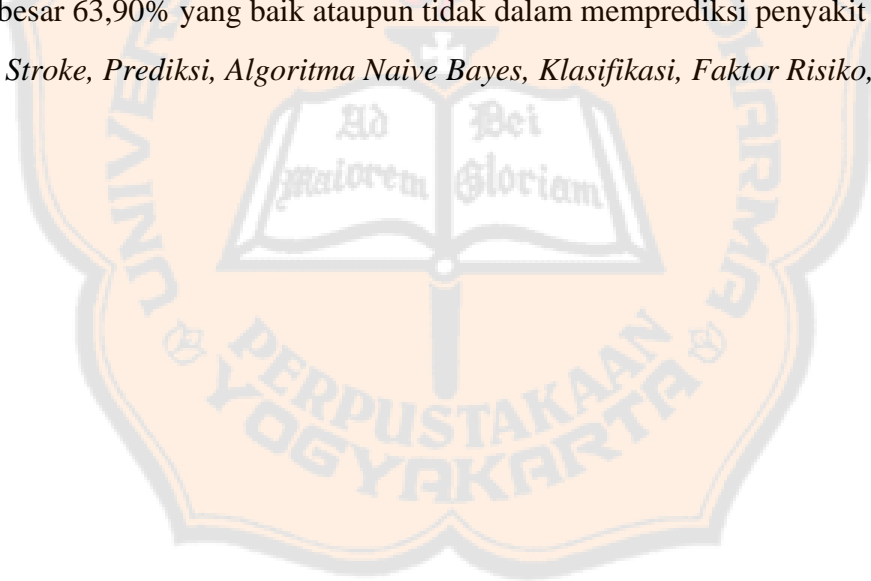 besar 63,90% yang baik ataupun tidak dalam memprediksi penyakit
Stroke, Prediksi, Algoritma Naive Bayes, Klasifikasi, Faktor Risiko,
Ad Dei
Maiorem Gloriam
PERPUSTAKAAN
YOGYAKARTA